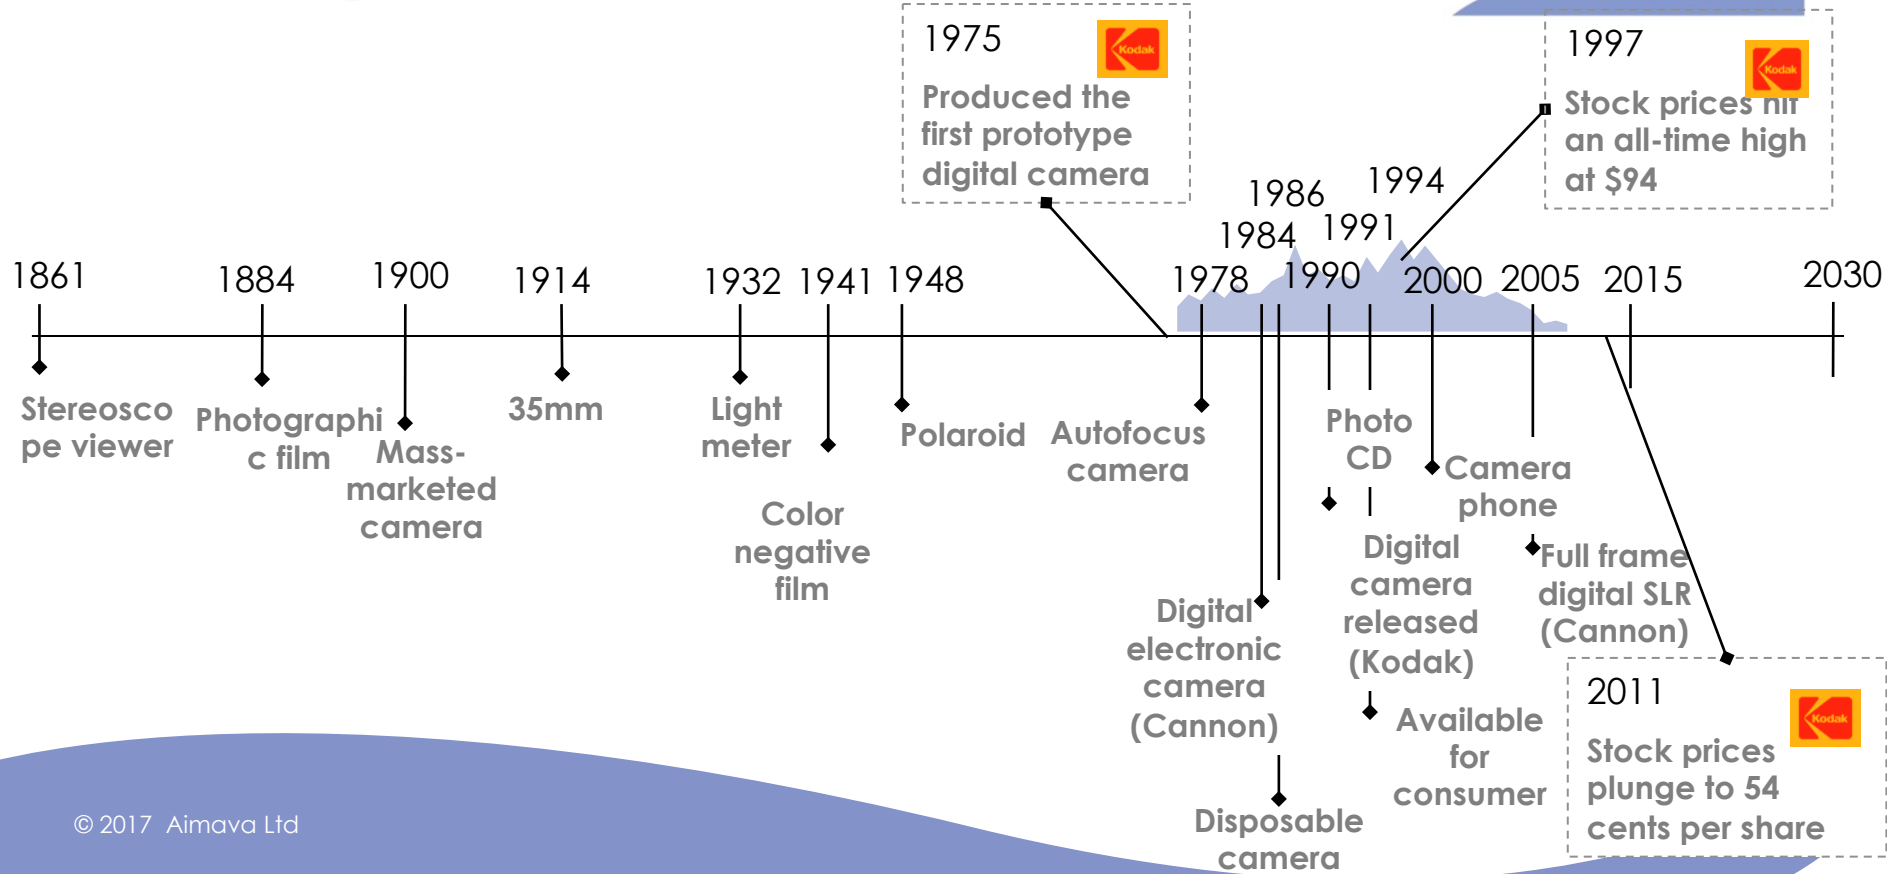 1975
Kodak
Produced the
first prototype
digital camera
1997
Kodak
Stock prices hit
an all-time high
at $94
1861
1884
1900
1914
1932
1941
1948
1978
1984
1986
1990
1991
1994
2000
2005
2015
2030
Stereosco
pe viewer
Photographi
c film
Mass-
marketed
camera
35mm
Light
meter
Color
negative
film
Polaroid
Autofocus
camera
Digital
electronic
camera
(Cannon)
Disposable
camera
Photo
CD
Digital
camera
released
(Kodak)
Available
for
consumer
Camera
phone
Full frame
digital SLR
(Cannon)
2011
Kodak
Stock prices
plunge to 54
cents per share
© 2017 Aimava Ltd